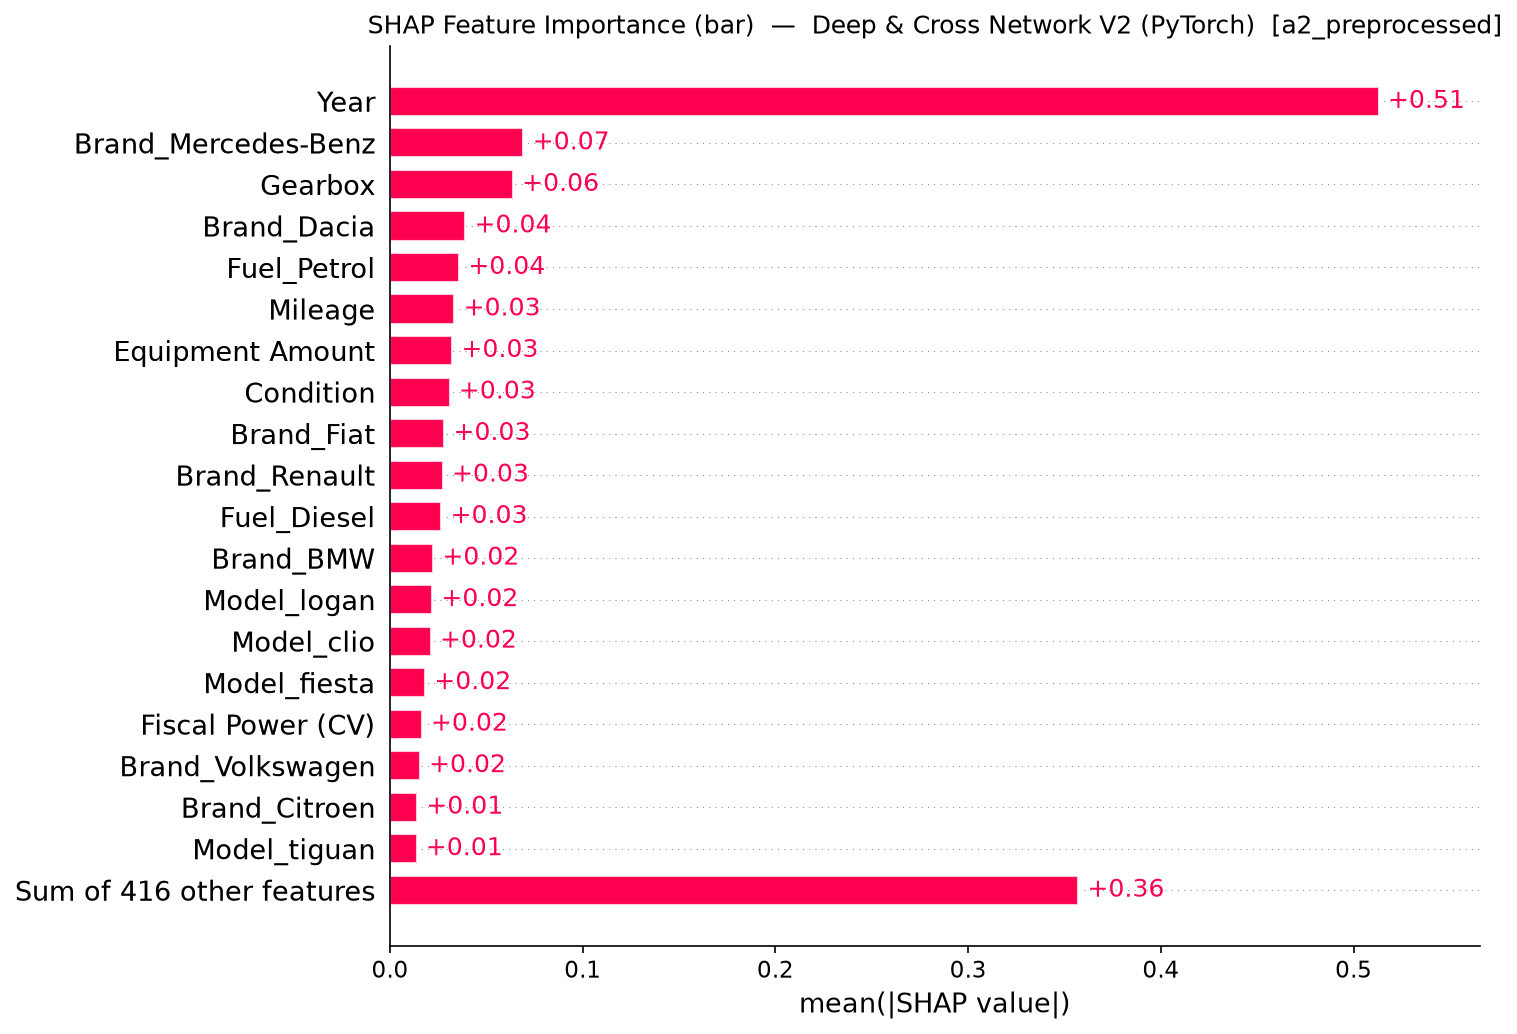 SHAP Feature Importance (bar)  —  Deep & Cross Network V2 (PyTorch)  [a2_preprocessed]
Year +0.51
Brand_Mercedes-Benz +0.07
Gearbox +0.06
Brand_Dacia +0.04
Fuel_Petrol +0.04
Mileage +0.03
Equipment Amount +0.03
Condition +0.03
Brand_Fiat +0.03
Brand_Renault +0.03
Fuel_Diesel +0.03
Brand_BMW +0.02
Model_logan +0.02
Model_clio +0.02
Model_fiesta +0.02
Fiscal Power (CV) +0.02
Brand_Volkswagen +0.02
Brand_Citroen +0.01
Model_tiguan +0.01
Sum of 416 other features +0.36
0.0 0.1 0.2 0.3 0.4 0.5
mean(|SHAP value|)